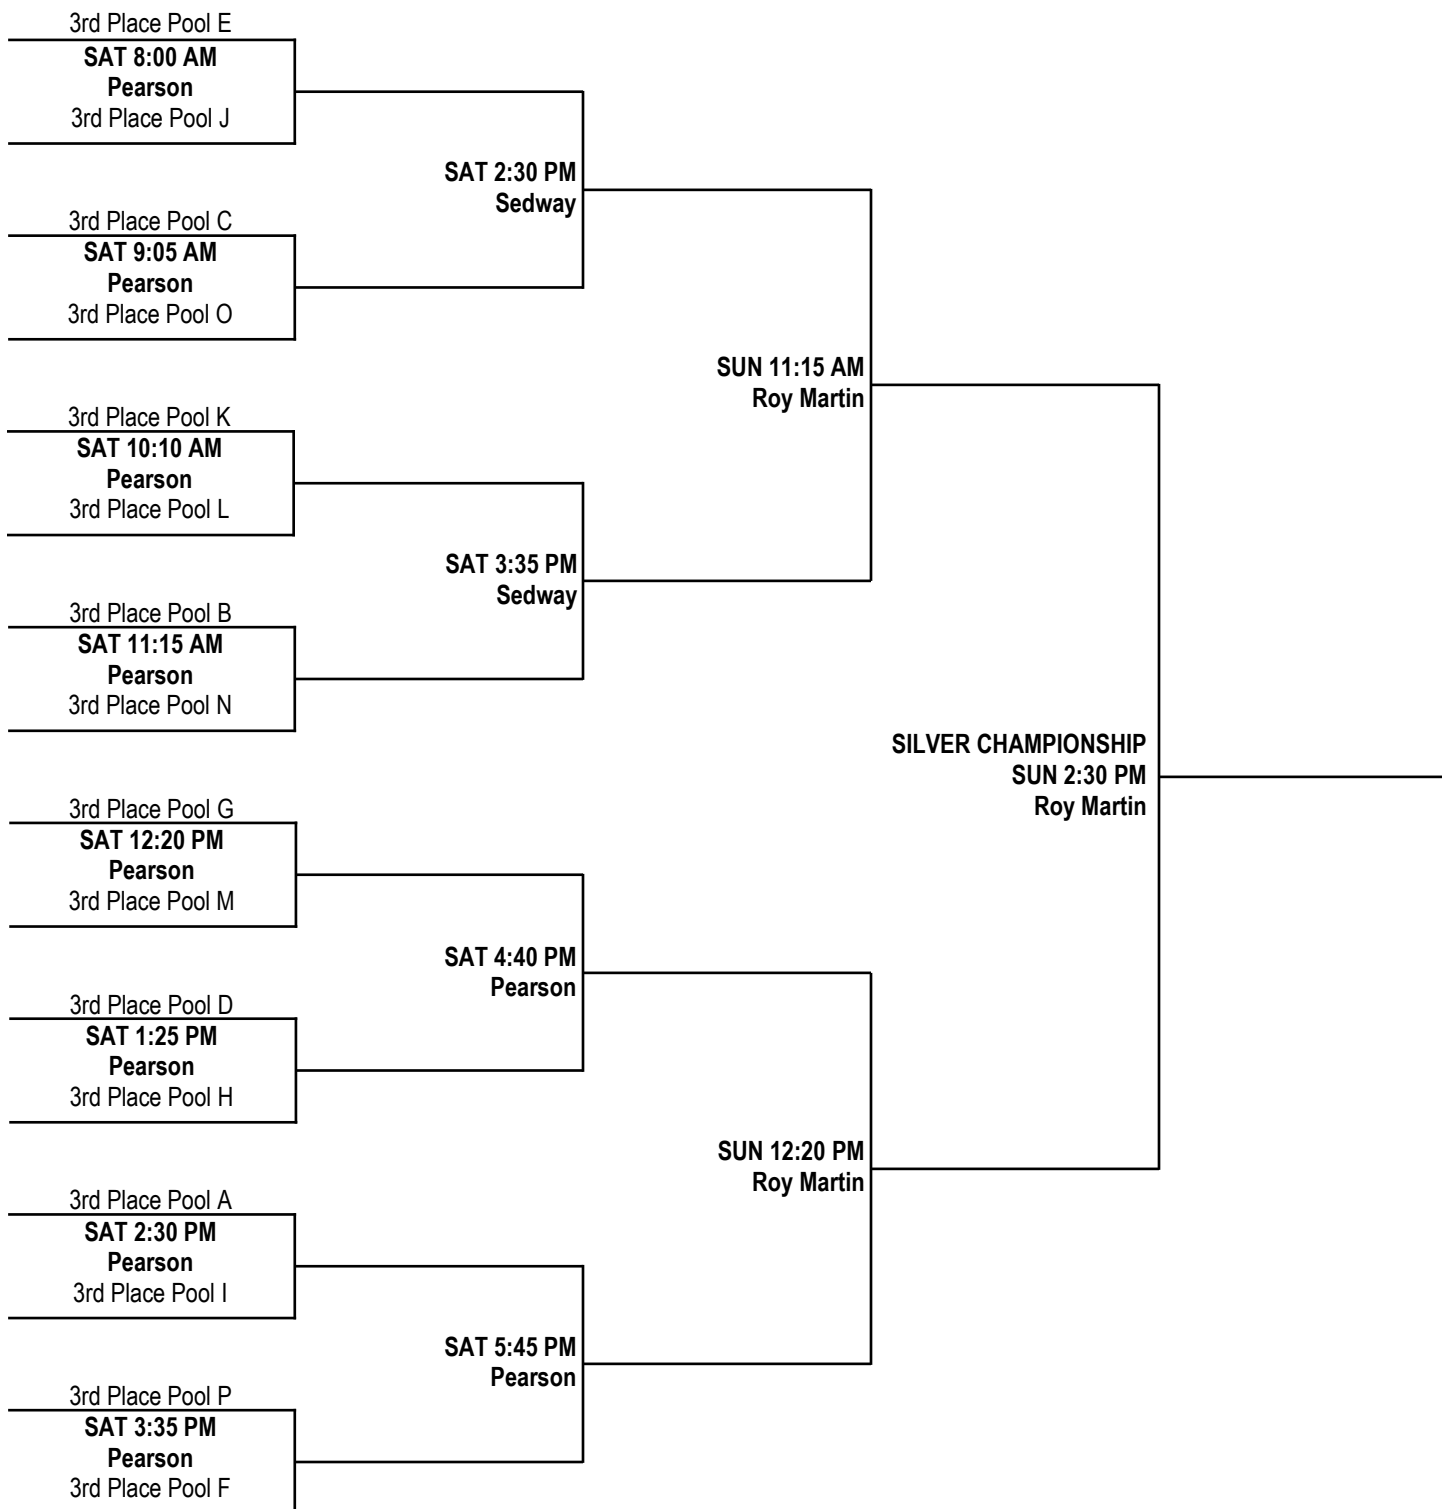 3rd Place Pool E
SAT 8:00 AM
Pearson
3rd Place Pool J
SAT 2:30 PM
Sedway
3rd Place Pool C
SAT 9:05 AM
Pearson
3rd Place Pool O
SUN 11:15 AM
Roy Martin
3rd Place Pool K
SAT 10:10 AM
Pearson
3rd Place Pool L
SAT 3:35 PM
Sedway
3rd Place Pool B
SAT 11:15 AM
Pearson
3rd Place Pool N
SILVER CHAMPIONSHIP
SUN 2:30 PM
Roy Martin
3rd Place Pool G
SAT 12:20 PM
Pearson
3rd Place Pool M
SAT 4:40 PM
Pearson
3rd Place Pool D
SAT 1:25 PM
Pearson
3rd Place Pool H
SUN 12:20 PM
Roy Martin
3rd Place Pool A
SAT 2:30 PM
Pearson
3rd Place Pool I
SAT 5:45 PM
Pearson
3rd Place Pool P
SAT 3:35 PM
Pearson
3rd Place Pool F